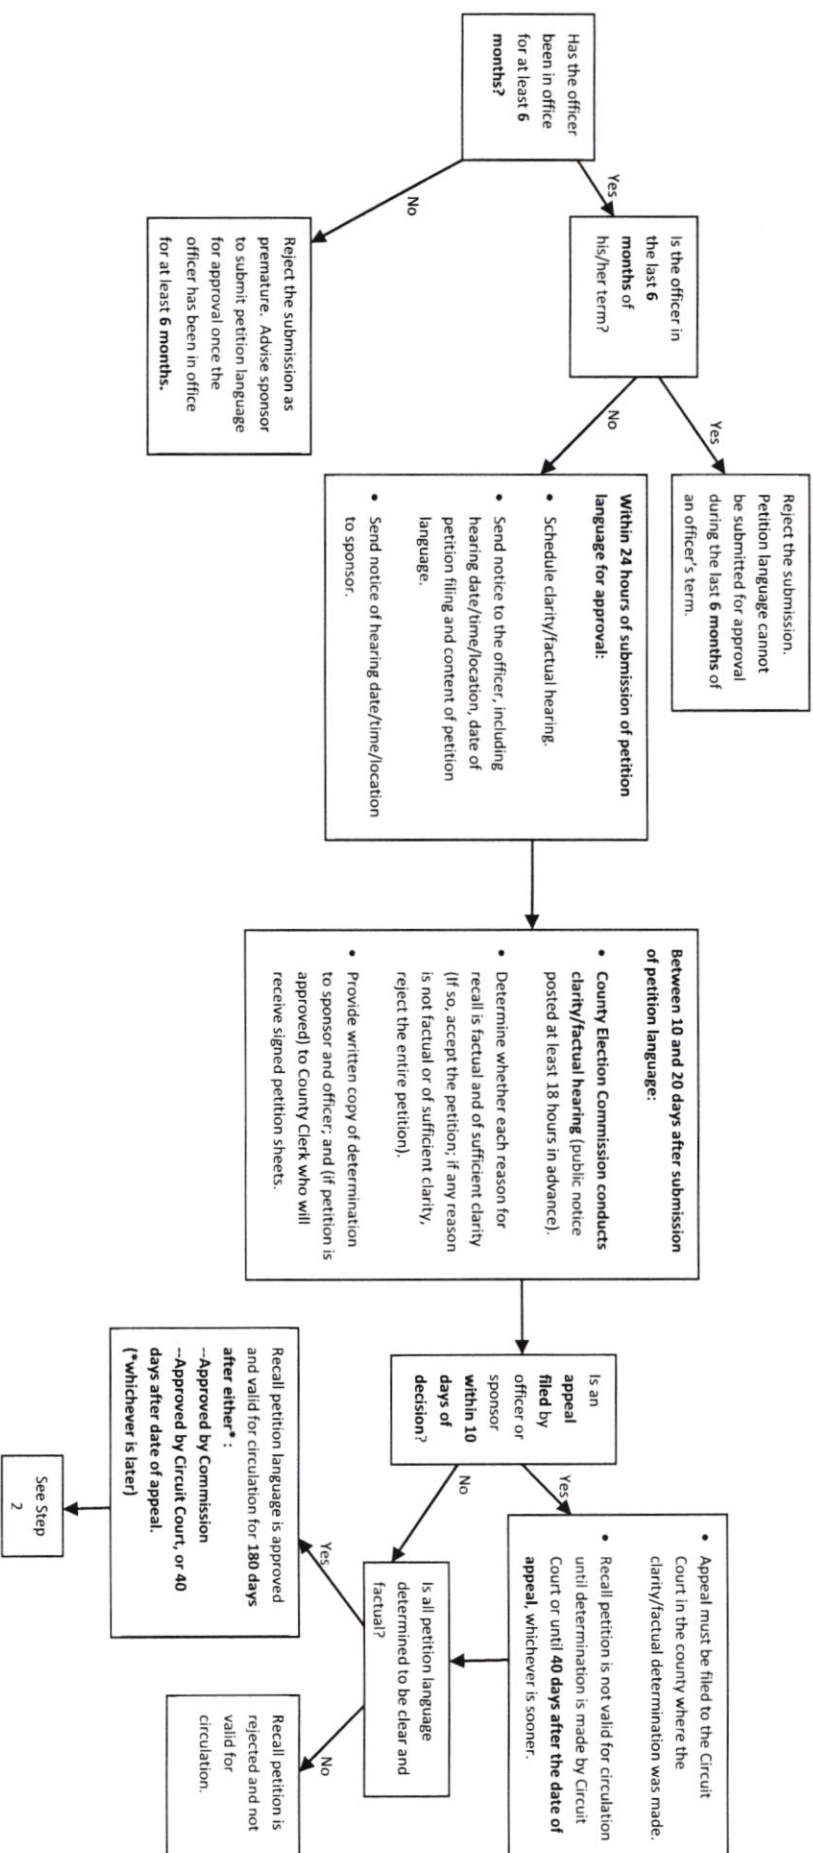 Has the officer
been in office
for at least 6
months?
Yes
No
Is the officer in
the last 6
months of
his/her term?
Reject the submission as
premature. Advise sponsor
to submit petition language
for approval once the
officer has been in office
for at least 6 months.
Yes
No
Reject the submission.
Petition language cannot
be submitted for approval
during the last 6 months of
an officer's term.
Within 24 hours of submission of petition
language for approval:
• Schedule clarity/factual hearing.
• Send notice to the officer, including
hearing date/time/location, date of
petition filing and content of petition
language.
• Send notice of hearing date/time/location
to sponsor.
Between 10 and 20 days after submission
of petition language:
• County Election Commission conducts
clarity/factual hearing (public notice
posted at least 18 hours in advance).
• Determine whether each reason for
recall is factual and of sufficient clarity
(If so, accept the petition; if any reason
is not factual or of sufficient clarity,
reject the entire petition).
• Provide written copy of determination
to sponsor and officer; and (if petition is
approved) to County Clerk who will
receive signed petition sheets.
Is an
appeal
filed by
officer or
sponsor
within 10
days of
decision?
Yes
No
• Appeal must be filed to the Circuit
Court in the county where the
clarity/factual determination was made.
• Recall petition is not valid for circulation
until determination is made by Circuit
Court or until 40 days after the date of
appeal, whichever is sooner.
Is all petition language
determined to be clear and
factual?
Yes
No
Recall petition language is approved
and valid for circulation for 180 days
after either* :
--Approved by Commission
--Approved by Circuit Court, or 40
days after date of appeal.
(*whichever is later)
Recall petition is
rejected and not
valid for
circulation.
See Step
2